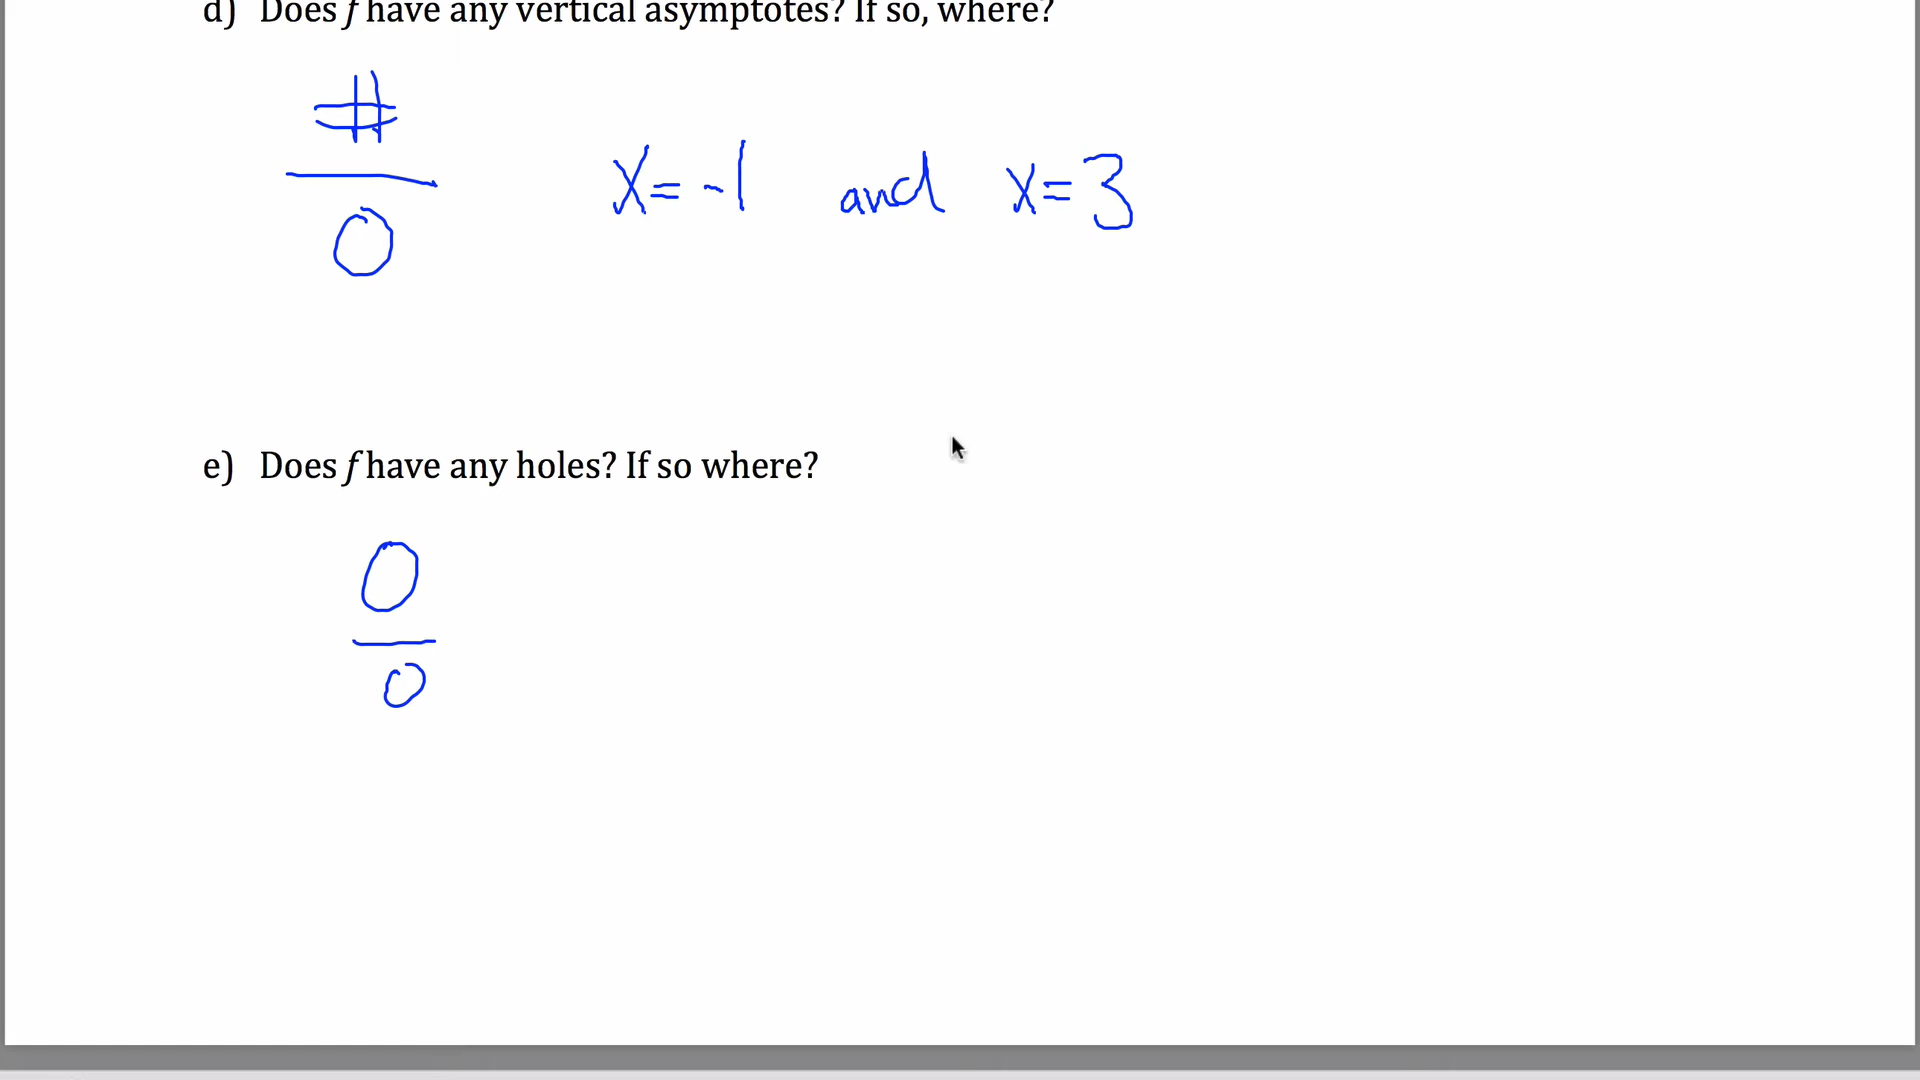 d) Does f have any vertical asymptotes? If so, where?
#
0
x = -1 and x = 3
e) Does f have any holes? If so where?
0
0